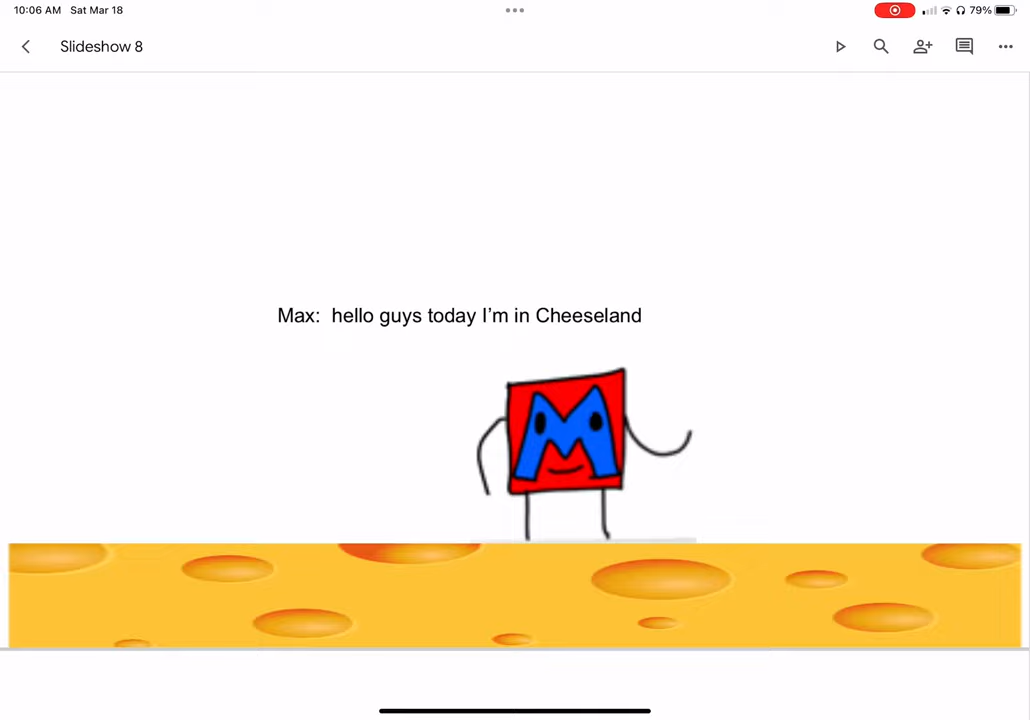 10:06 AM Sat Mar 18
79%
Slideshow 8
Max:  hello guys today I'm in Cheeseland
M